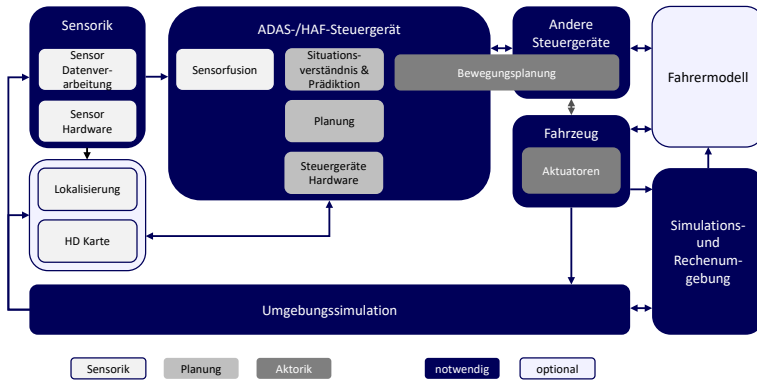 Sensorik
Sensor
Datenver-
arbeitung
Sensor
Hardware
Lokalisierung
HD Karte
ADAS-/HAF-Steuergerät
Sensorfusion
Situations-
verständnis &
Prädiktion
Planung
Steuergeräte
Hardware
Andere
Steuergeräte
Bewegungsplanung
Fahrzeug
Aktuatoren
Fahrermodell
Simulations-
und
Rechenum-
gebung
Umgebungssimulation
Sensorik
Planung
Aktorik
notwendig
optional